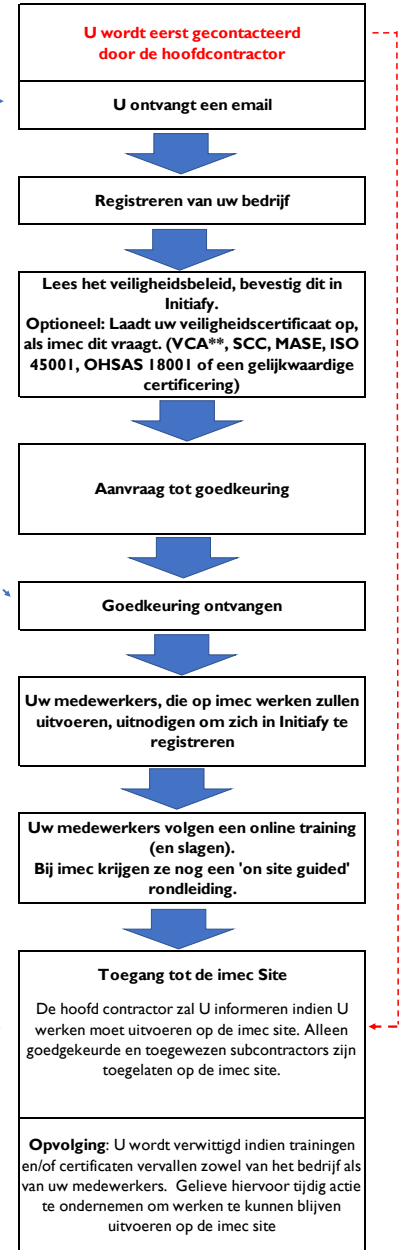 U wordt eerst gecontacteerd
door de hoofdcontractor
U ontvangt een email
Registreren van uw bedrijf
Lees het veiligheidsbeleid, bevestig dit in
Initiafy.
Optioneel: Laadt uw veiligheidscertificaat op,
als imec dit vraagt. (VCA**, SCC, MASE, ISO
45001, OHSAS 18001 of een gelijkwaardige
certificering)
Aanvraag tot goedkeuring
Goedkeuring ontvangen
Uw medewerkers, die op imec werken zullen
uitvoeren, uitnodigen om zich in Initiafy te
registreren
Uw medewerkers volgen een online training
(en slagen).
Bij imec krijgen ze nog een 'on site guided'
rondleiding.
Toegang tot de imec Site
De hoofd contractor zal U informeren indien U
werken moet uitvoeren op de imec site. Alleen
goedgekeurde en toegewezen subcontractors zijn
toegelaten op de imec site.
Opvolging: U wordt verwittigd indien trainingen
en/of certificaten vervallen zowel van het bedrijf als
van uw medewerkers. Gelieve hiervoor tijdig actie
te ondernemen om werken te kunnen blijven
uitvoeren op de imec site